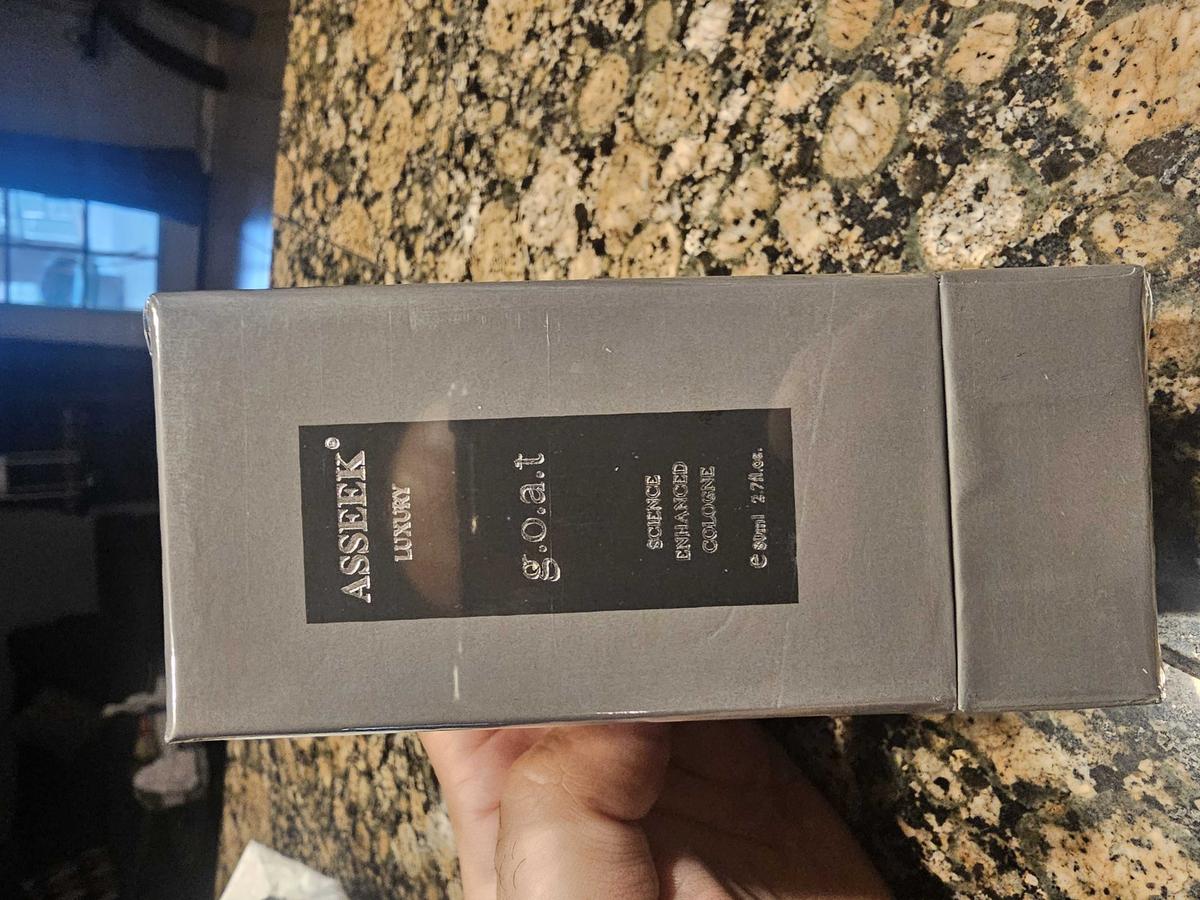 ASSEEK®
LUXURY
g.o.a.t
SCIENCE
ENHANCED
COLOGNE
℮ 80ml 2.7fl.oz.